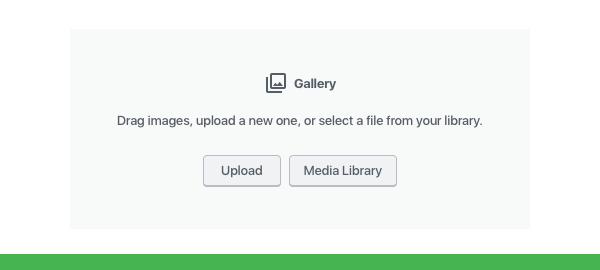 Gallery
Drag images, upload a new one, or select a file from your library.
Upload Media Library